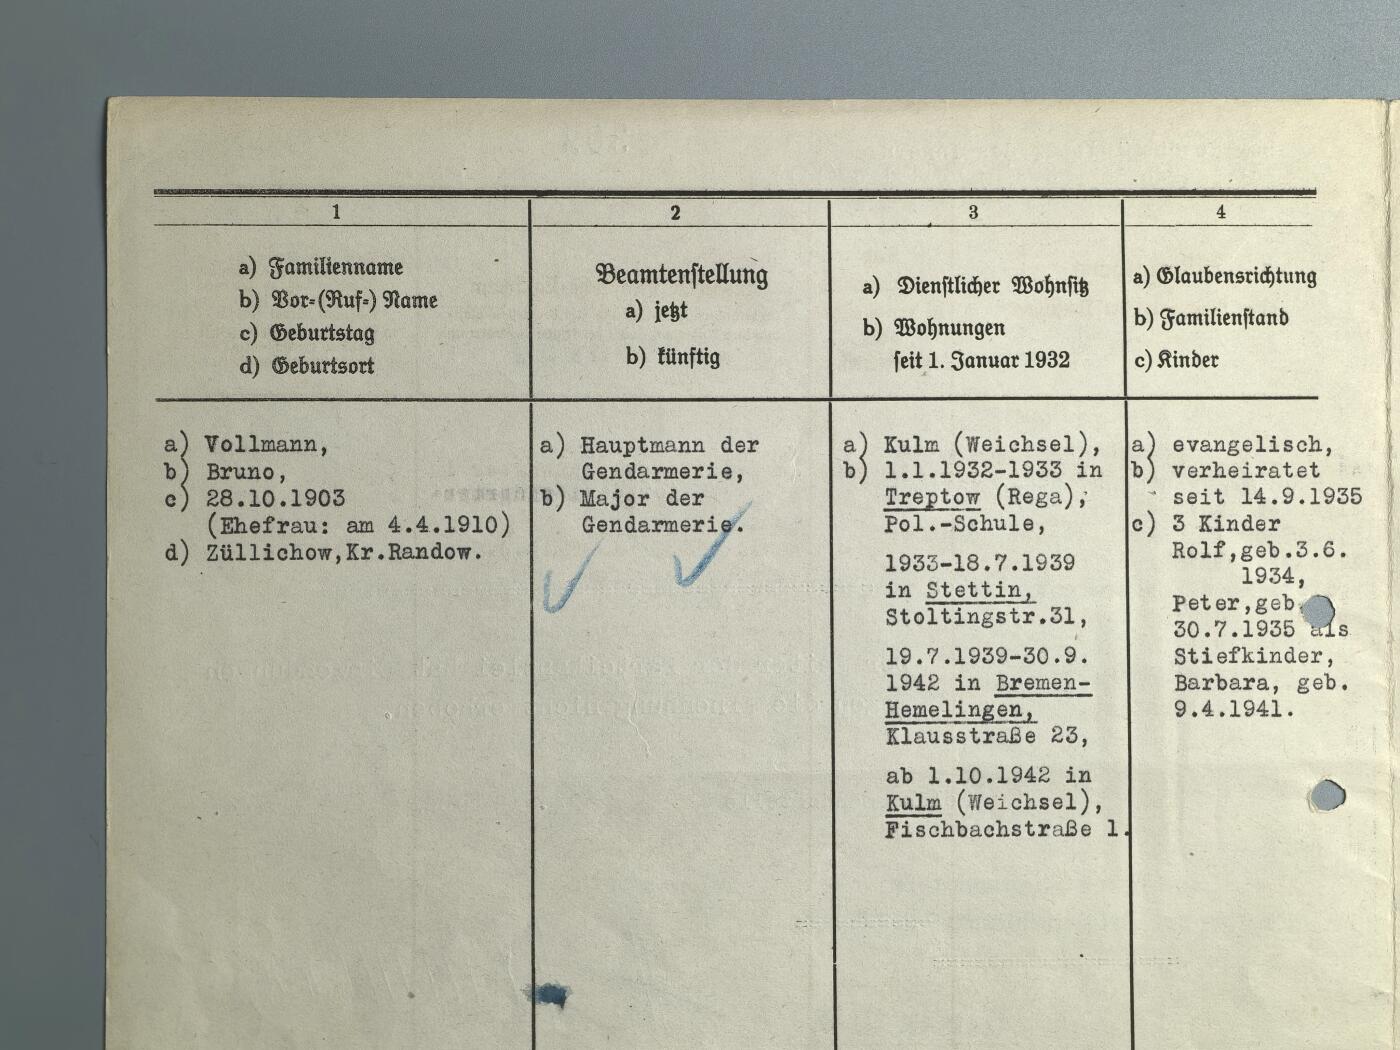 1
a) Familienname
b) Vor-(Ruf-) Name
c) Geburtstag
d) Geburtsort
2
Beamtenstellung
a) jetzt
b) künftig
3
a) Dienstlicher Wohnsitz
b) Wohnungen
seit 1. Januar 1932
4
a) Glaubensrichtung
b) Familienstand
c) Kinder
a) Vollmann,
b) Bruno,
c) 28.10.1903
(Ehefrau: am 4.4.1910)
d) Züllichow,Kr.Randow.
a) Hauptmann der
Gendarmerie,
b) Major der
Gendarmerie.
a) Kulm (Weichsel),
b) 1.1.1932-1933 in
Treptow (Rega),
Pol.-Schule,
1933-18.7.1939
in Stettin,
Stoltingstr.31,
19.7.1939-30.9.
1942 in Bremen-
Hemelingen,
Klausstraße 23,
ab 1.10.1942 in
Kulm (Weichsel),
Fischbachstraße 1.
a) evangelisch,
b) verheiratet
seit 14.9.1935
c) 3 Kinder
Rolf,geb.3.6.
1934,
Peter,geb.
30.7.1935 als
Stiefkinder,
Barbara, geb.
9.4.1941.